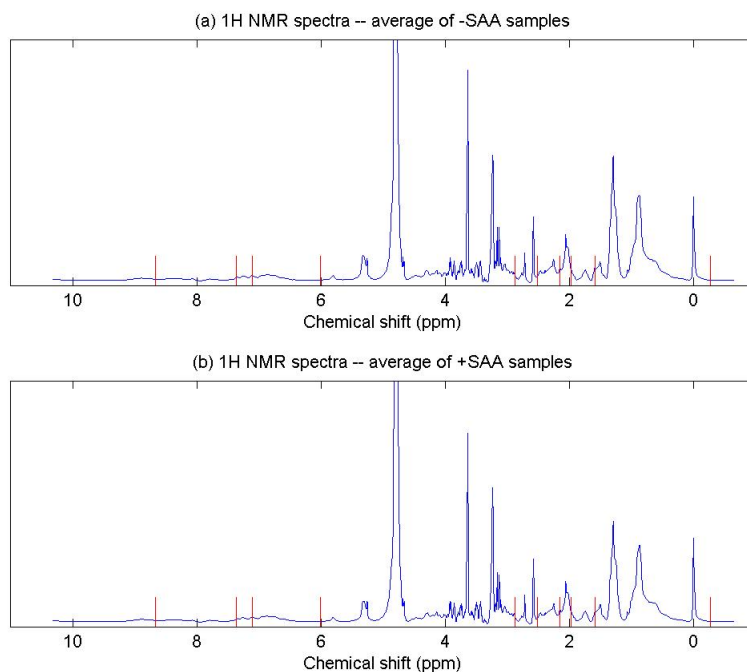 (a) 1H NMR spectra -- average of -SAA samples
10 8 6 4 2 0
Chemical shift (ppm)
(b) 1H NMR spectra -- average of +SAA samples
10 8 6 4 2 0
Chemical shift (ppm)